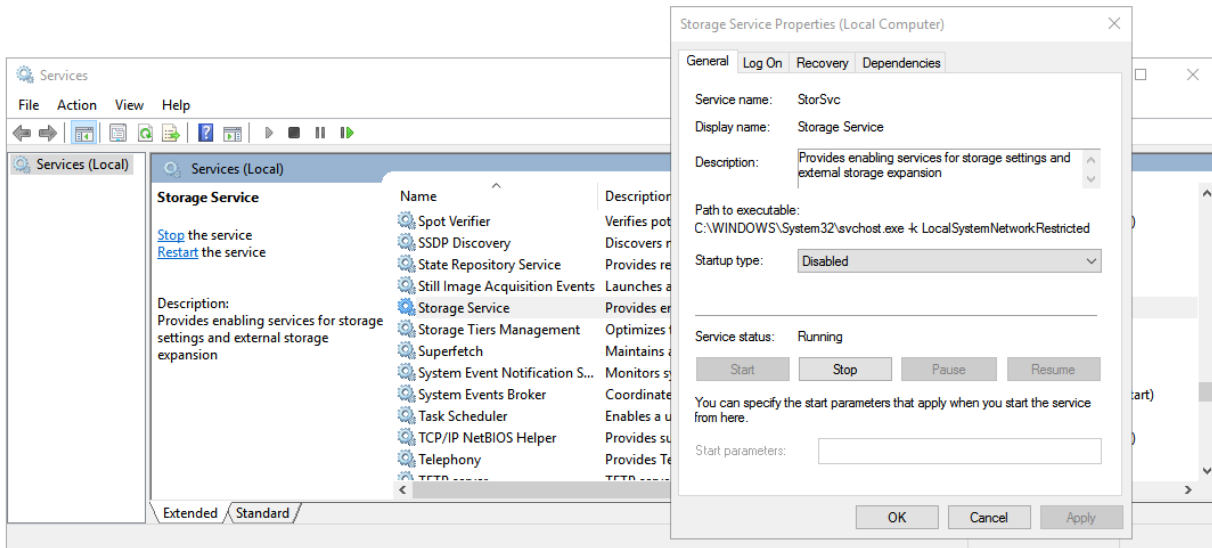 Storage Service Properties (Local Computer)
General Log On Recovery Dependencies
Service name: StorSvc
Display name: Storage Service
Description: Provides enabling services for storage settings and
external storage expansion
Path to executable:
C:\WINDOWS\System32\svchost.exe -k LocalSystemNetworkRestricted
Startup type: Disabled
Service status: Running
Start Stop Pause Resume
You can specify the start parameters that apply when you start the service
from here.
Start parameters:
OK Cancel Apply
Services
File Action View Help
Services (Local)
Services (Local)
Storage Service
Stop the service
Restart the service
Description:
Provides enabling services for storage
settings and external storage
expansion
Name Description
Spot Verifier Verifies pot
SSDP Discovery Discovers
State Repository Service Provides re
Still Image Acquisition Events Launches a
Storage Service Provides en
Storage Tiers Management Optimizes
Superfetch Maintains
System Event Notification S... Monitors sy
System Events Broker Coordinate
Task Scheduler Enables a u
TCP/IP NetBIOS Helper Provides su
Telephony Provides Te
Extended Standard